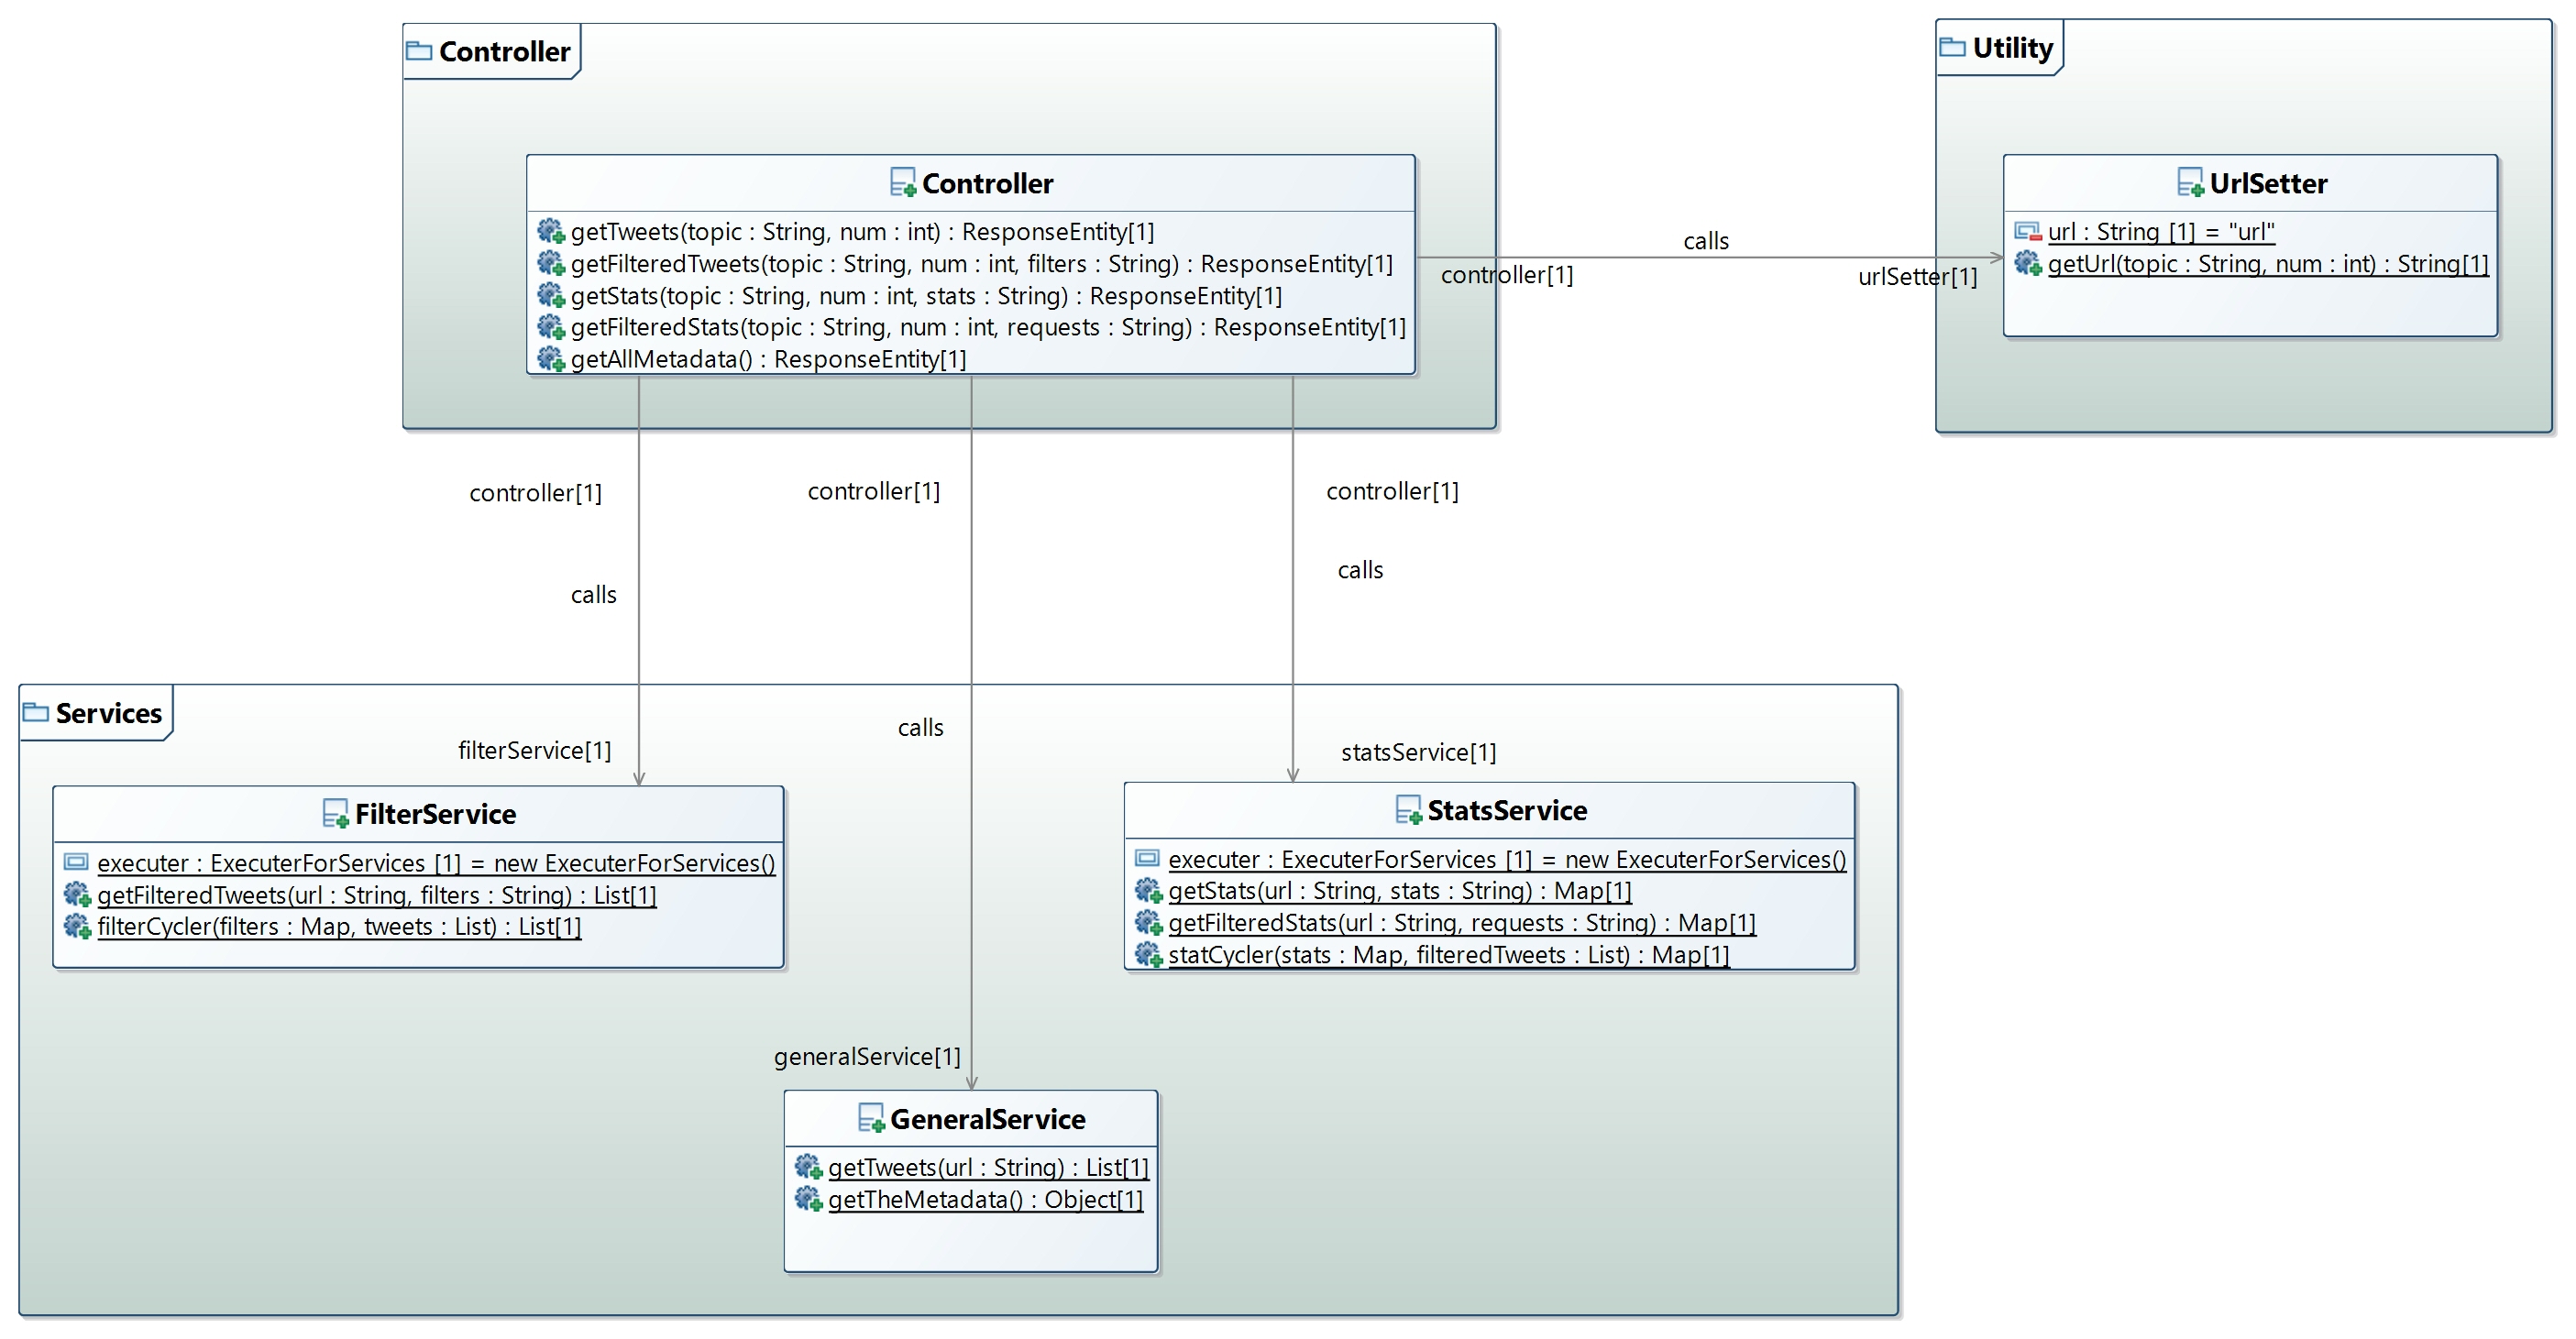 Controller
Controller
getTweets(topic : String, num : int) : ResponseEntity[1]
getFilteredTweets(topic : String, num : int, filters : String) : ResponseEntity[1]
getStats(topic : String, num : int, stats : String) : ResponseEntity[1]
getFilteredStats(topic : String, num : int, requests : String) : ResponseEntity[1]
getAllMetadata() : ResponseEntity[1]
calls
controller[1]
urlSetter[1]
Utility
UrlSetter
url : String [1] = "url"
getUrl(topic : String, num : int) : String[1]
controller[1]
controller[1]
controller[1]
calls
calls
Services
calls
filterService[1]
statsService[1]
FilterService
executer : ExecuterForServices [1] = new ExecuterForServices()
getFilteredTweets(url : String, filters : String) : List[1]
filterCycler(filters : Map, tweets : List) : List[1]
StatsService
executer : ExecuterForServices [1] = new ExecuterForServices()
getStats(url : String, stats : String) : Map[1]
getFilteredStats(url : String, requests : String) : Map[1]
statCycler(stats : Map, filteredTweets : List) : Map[1]
generalService[1]
GeneralService
getTweets(url : String) : List[1]
getTheMetadata() : Object[1]